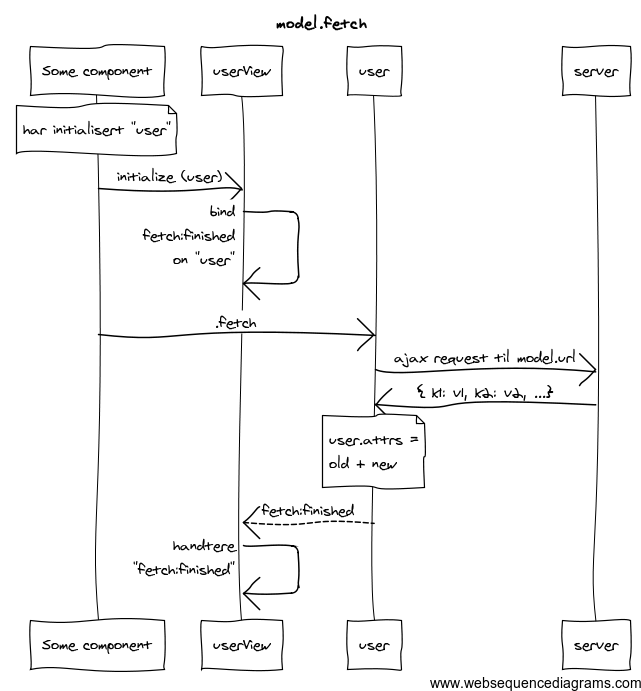 model.fetch
Some component
userView
user
server
har initialisert "user"
initialize (user)
bind
fetch:finished
on "user"
.fetch
ajax request til model.url
{ k1: v1, k2: v2, ...}
user.attrs =
old + new
fetch:finished
handtere
"fetch:finished"
Some component
userView
user
server
www.websequencediagrams.com